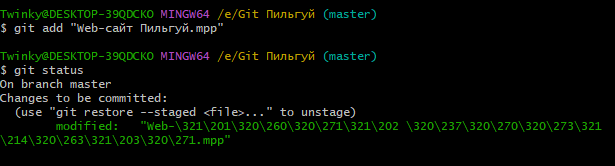 Twinky@DESKTOP-39QDCKO MINGW64 /e/Git Пильгуй (master)
$ git add "Web-сайт Пильгуй.mpp"
Twinky@DESKTOP-39QDCKO MINGW64 /e/Git Пильгуй (master)
$ git status
On branch master
Changes to be committed:
(use "git restore --staged <file>..." to unstage)
modified: "Web-\321\201\320\260\320\271\321\202 \320\237\320\270\320\273\321
\214\320\263\321\203\320\271.mpp"